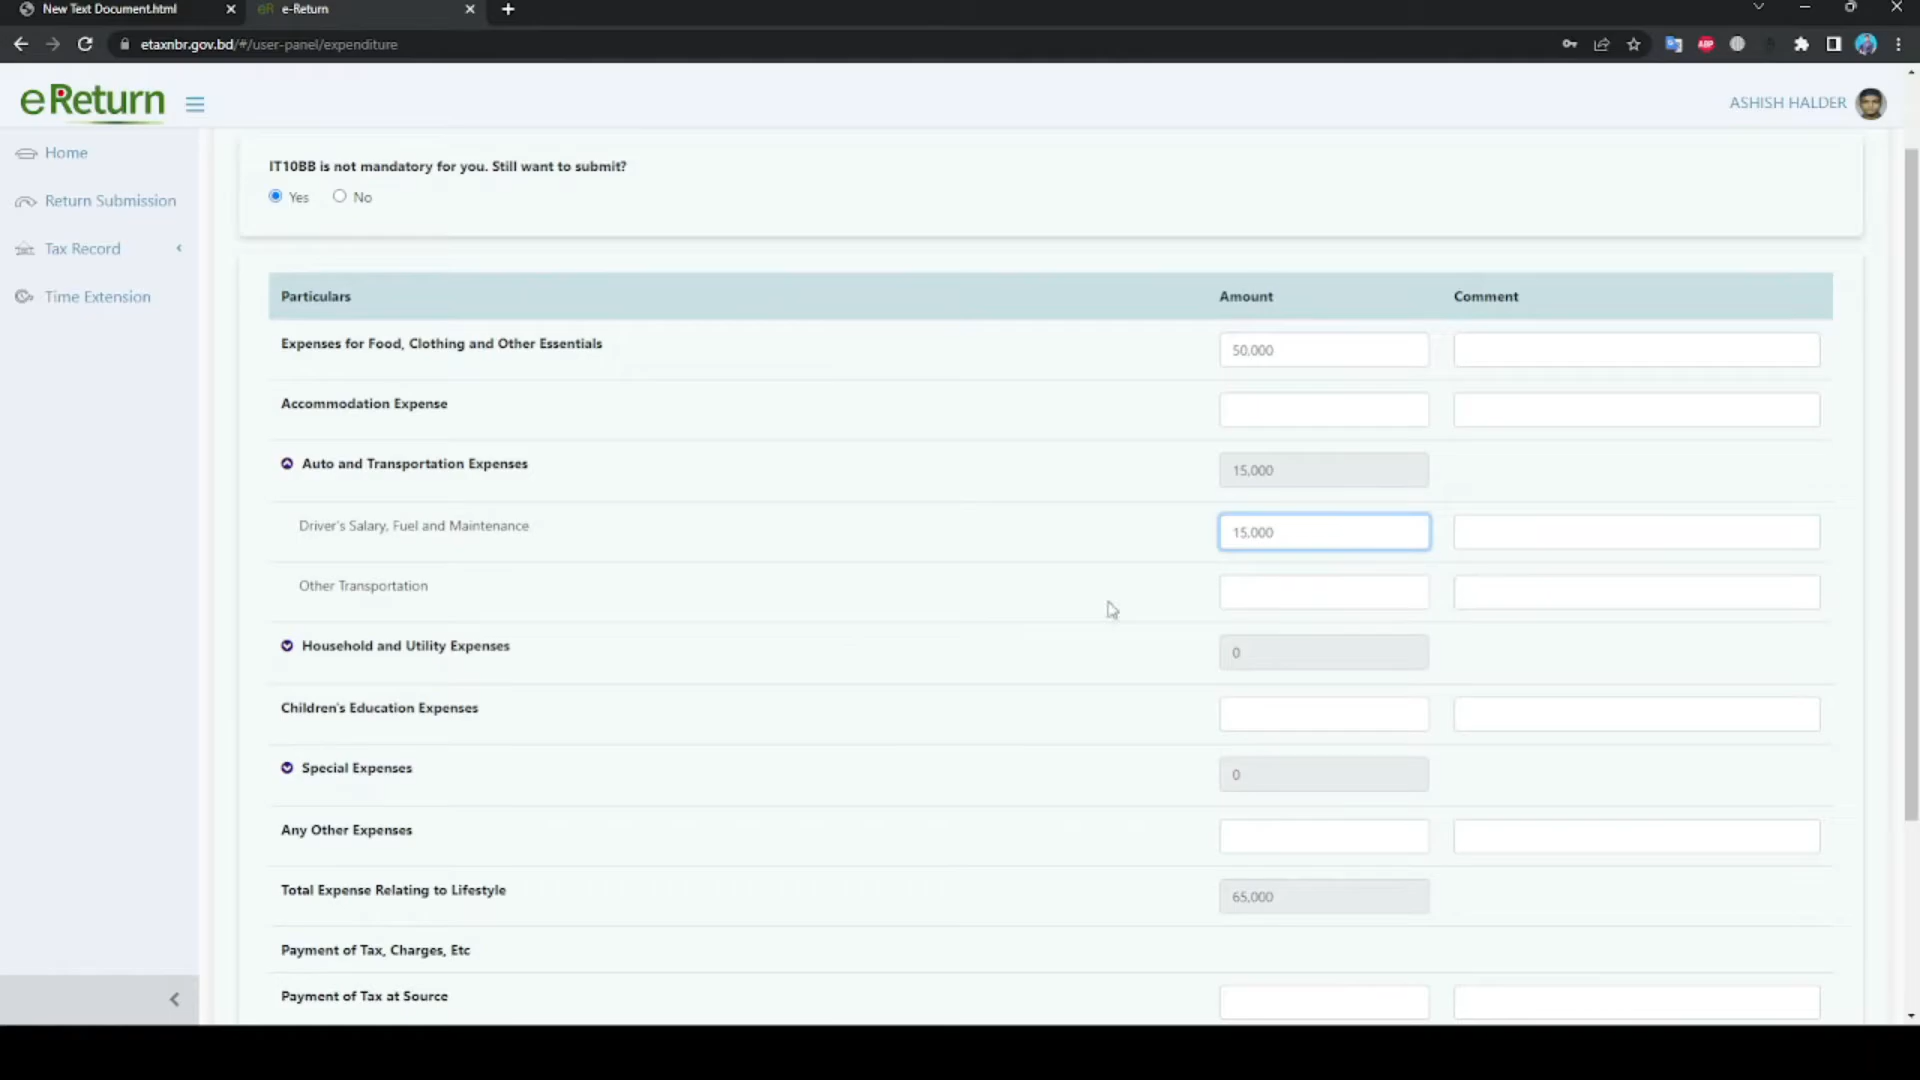 New Text Document.html
eR e-Return
etaxnbr.gov.bd/#/user-panel/expenditure
ABP
eReturn
ASHISH HALDER
Home
Return Submission
Tax Record
Time Extension
IT10BB is not mandatory for you. Still want to submit?
Yes No
Particulars Amount Comment
Expenses for Food, Clothing and Other Essentials 50,000
Accommodation Expense
Auto and Transportation Expenses 15,000
Driver's Salary, Fuel and Maintenance 15,000
Other Transportation
Household and Utility Expenses 0
Children's Education Expenses
Special Expenses 0
Any Other Expenses
Total Expense Relating to Lifestyle 65,000
Payment of Tax, Charges, Etc
Payment of Tax at Source